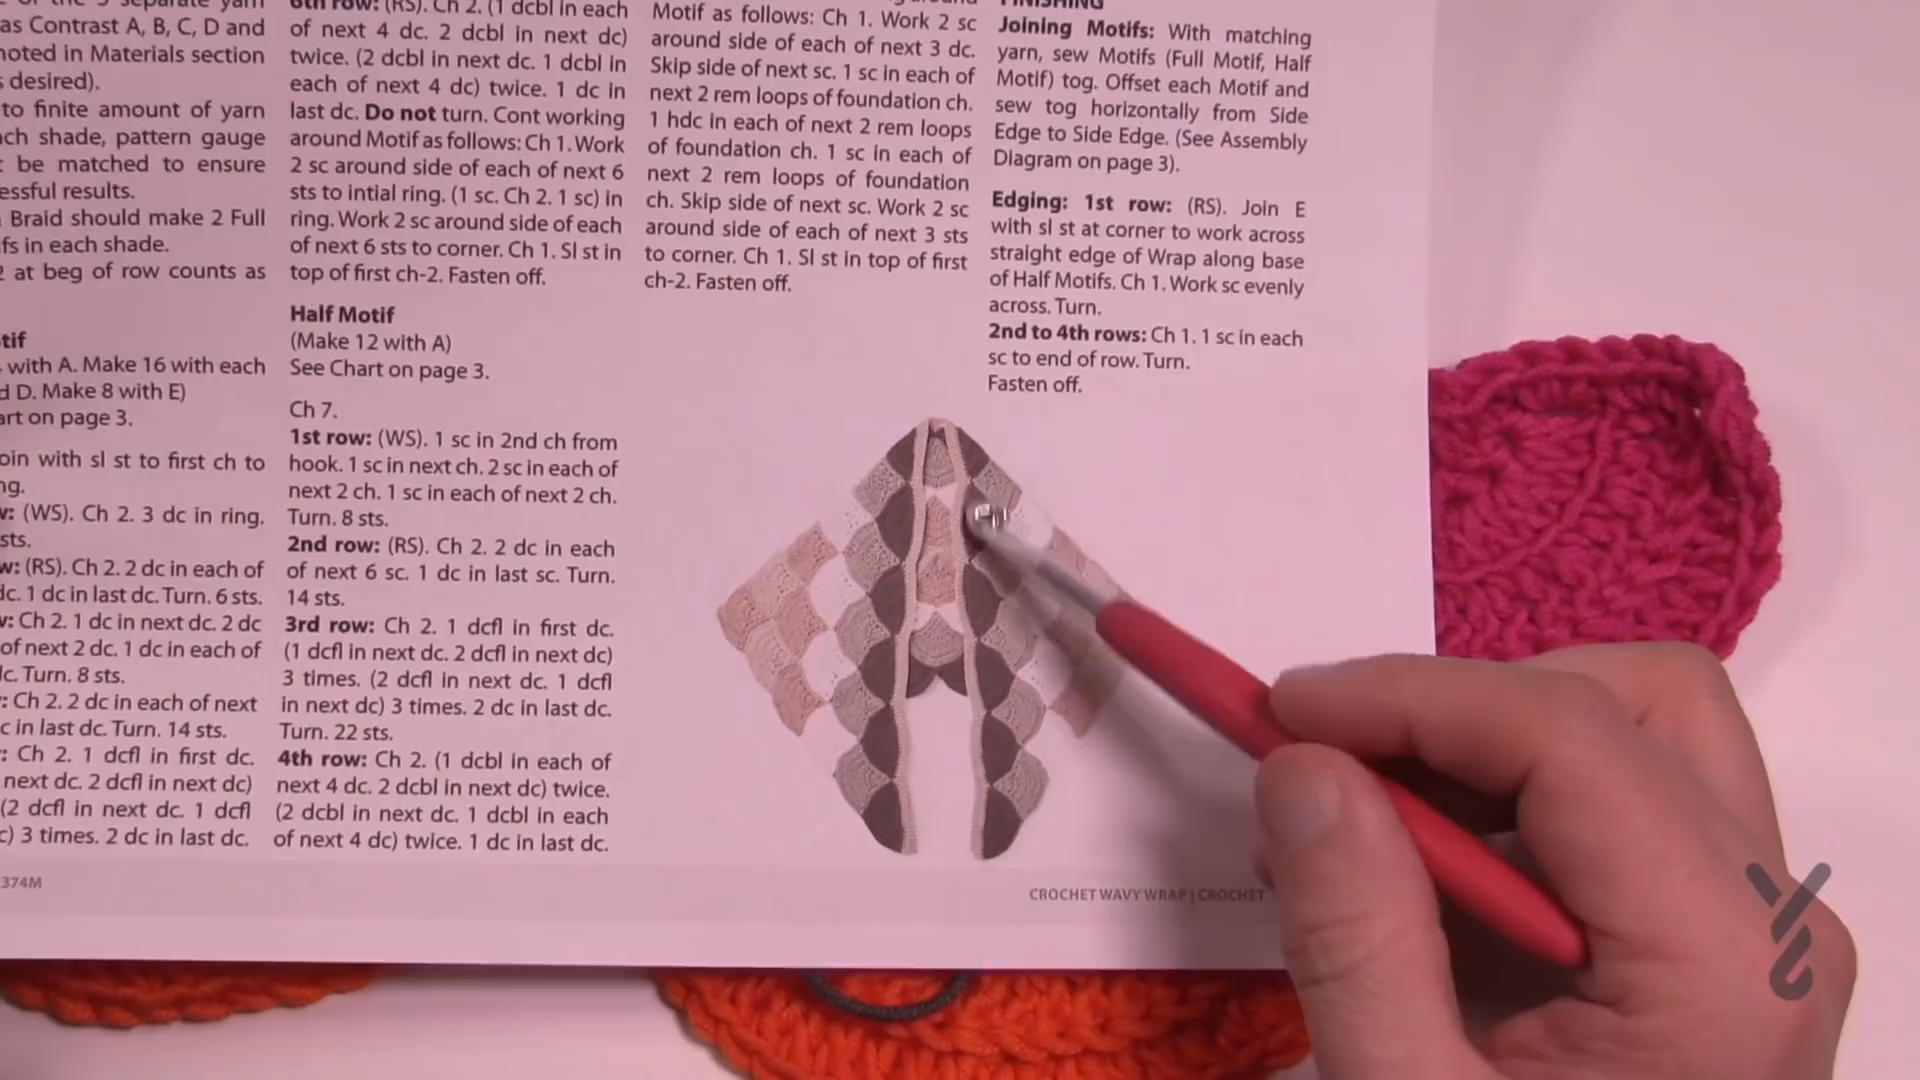 as Contrast A, B, C, D and
noted in Materials section
desired).
to finite amount of yarn
shade, pattern gauge
be matched to ensure
results.
Braid should make 2 Full
in each shade.
2 at beg of row counts as
with A. Make 16 with each
D. Make 8 with E)
on page 3.
with sl st to first ch to
(WS). Ch 2. 3 dc in ring.
sts.
(RS). Ch 2. 2 dc in each of
dc. 1 dc in last dc. Turn. 6 sts.
Ch 2. 1 dc in next dc. 2 dc
of next 2 dc. 1 dc in each of
Turn. 8 sts.
Ch 2. 2 dc in each of next
in last dc. Turn. 14 sts.
Ch 2. 1 dcfl in first dc.
next dc. 2 dcfl in next dc)
(2 dcfl in next dc. 1 dcfl
3 times. 2 dc in last dc.
374M
6th row: (RS). Ch 2. (1 dcbl in each
of next 4 dc. 2 dcbl in next dc)
twice. (2 dcbl in next dc. 1 dcbl in
each of next 4 dc) twice. 1 dc in
last dc. Do not turn. Cont working
around Motif as follows: Ch 1. Work
2 sc around side of each of next 6
sts to intial ring. (1 sc. Ch 2. 1 sc) in
ring. Work 2 sc around side of each
of next 6 sts to corner. Ch 1. Sl st in
top of first ch-2. Fasten off.
Half Motif
(Make 12 with A)
See Chart on page 3.
Ch 7.
1st row: (WS). 1 sc in 2nd ch from
hook. 1 sc in next ch. 2 sc in each of
next 2 ch. 1 sc in each of next 2 ch.
Turn. 8 sts.
2nd row: (RS). Ch 2. 2 dc in each
of next 6 sc. 1 dc in last sc. Turn.
14 sts.
3rd row: Ch 2. 1 dcfl in first dc.
(1 dcfl in next dc. 2 dcfl in next dc)
3 times. (2 dcfl in next dc. 1 dcfl
in next dc) 3 times. 2 dc in last dc.
Turn. 22 sts.
4th row: Ch 2. (1 dcbl in each of
next 4 dc. 2 dcbl in next dc) twice.
(2 dcbl in next dc. 1 dcbl in each
of next 4 dc) twice. 1 dc in last dc.
Motif as follows: Ch 1. Work 2 sc
around side of each of next 3 dc.
Skip side of next sc. 1 sc in each of
next 2 rem loops of foundation ch.
1 hdc in each of next 2 rem loops
of foundation ch. 1 sc in each of
next 2 rem loops of foundation
ch. Skip side of next sc. Work 2 sc
around side of each of next 3 sts
to corner. Ch 1. Sl st in top of first
ch-2. Fasten off.
FINISHING
Joining Motifs: With matching
yarn, sew Motifs (Full Motif, Half
Motif) tog. Offset each Motif and
sew tog horizontally from Side
Edge to Side Edge. (See Assembly
Diagram on page 3).
Edging: 1st row: (RS). Join E
with sl st at corner to work across
straight edge of Wrap along base
of Half Motifs. Ch 1. Work sc evenly
across. Turn.
2nd to 4th rows: Ch 1. 1 sc in each
sc to end of row. Turn.
Fasten off.
CROCHET WAVY WRAP | CROCHET